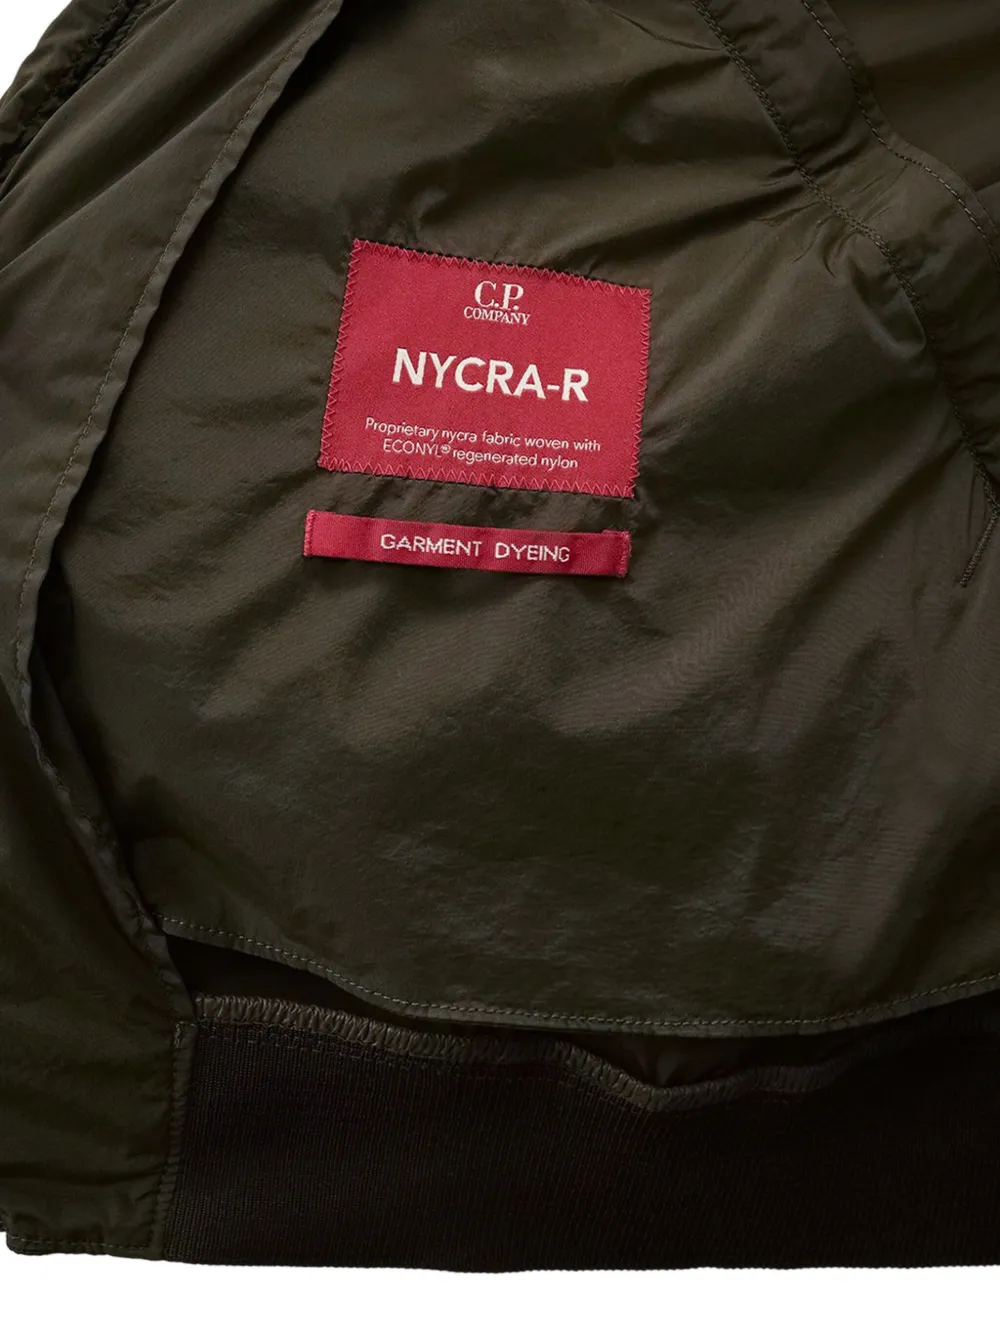 C.P.
COMPANY
NYCRA-R
Proprietary nycra fabric woven with
ECONYL® regenerated nylon
GARMENT DYEING